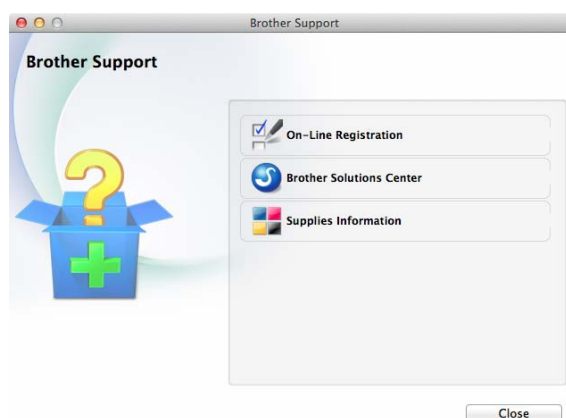 Brother Support
Brother Support
On-Line Registration
Brother Solutions Center
Supplies Information
Close